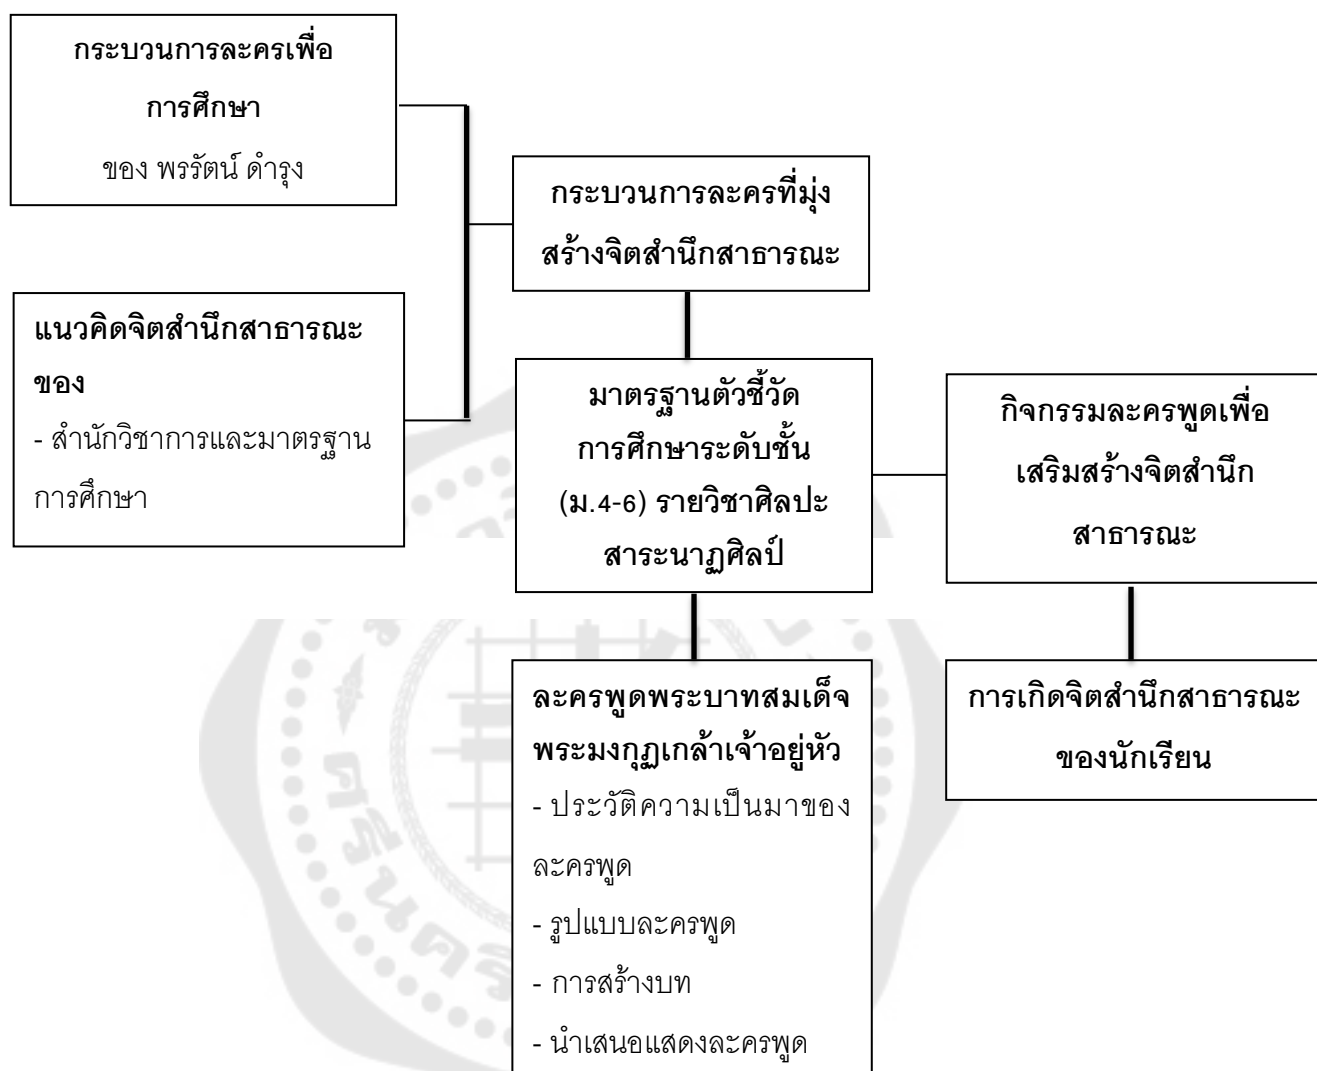 กระบวนการละครเพื่อ
การศึกษา
ของ พรรัตน์ ดำรุง
แนวคิดจิตสำนึกสาธารณะ
ของ
- สำนักวิชาการและมาตรฐาน
การศึกษา
กระบวนการละครที่มุ่ง
สร้างจิตสำนึกสาธารณะ
มาตรฐานตัวชี้วัด
การศึกษาระดับชั้น
(ม.4-6) รายวิชาศิลปะ
สาระนาฏศิลป์
ละครพูดพระบาทสมเด็จ
พระมงกุฏเกล้าเจ้าอยู่หัว
- ประวัติความเป็นมาของ
ละครพูด
- รูปแบบละครพูด
- การสร้างบท
- นำเสนอแสดงละครพูด
กิจกรรมละครพูดเพื่อ
เสริมสร้างจิตสำนึก
สาธารณะ
การเกิดจิตสำนึกสาธารณะ
ของนักเรียน